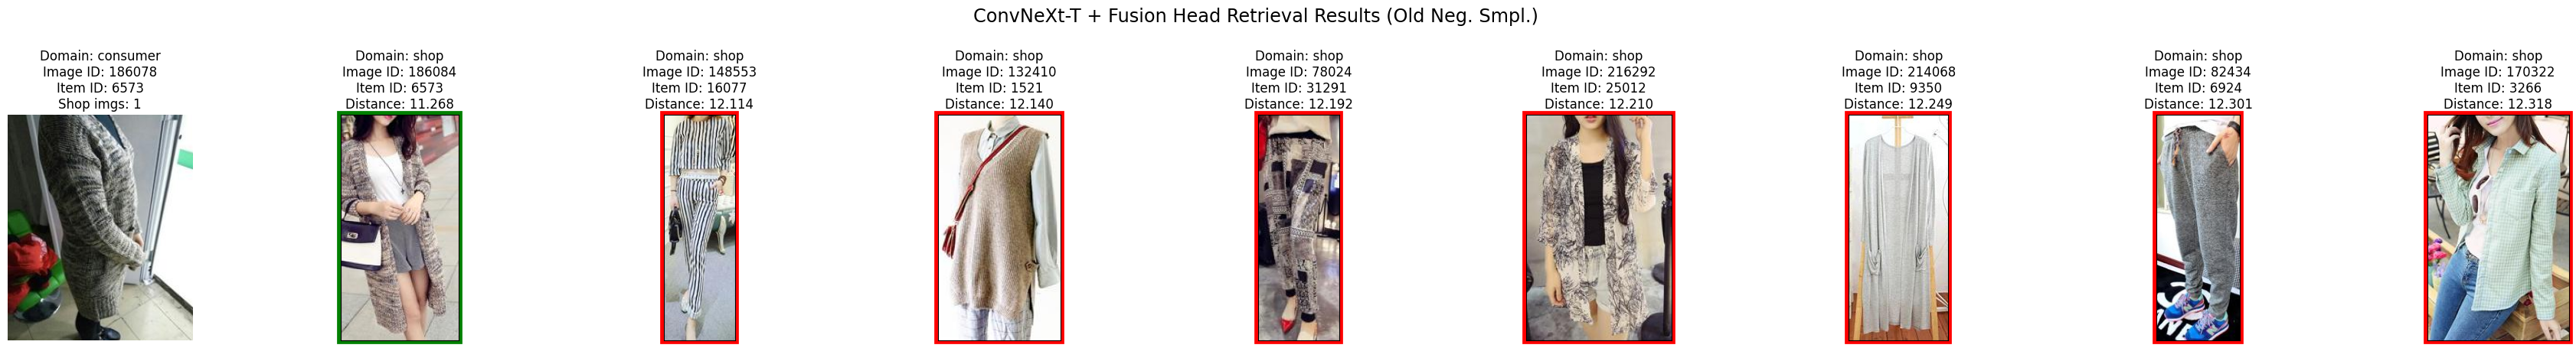 ConvNeXt-T + Fusion Head Retrieval Results (Old Neg. Smpl.)
Domain: consumer
Image ID: 186078
Item ID: 6573
Shop imgs: 1
Domain: shop
Image ID: 186084
Item ID: 6573
Distance: 11.268
Domain: shop
Image ID: 148553
Item ID: 16077
Distance: 12.114
Domain: shop
Image ID: 132410
Item ID: 1521
Distance: 12.140
Domain: shop
Image ID: 78024
Item ID: 31291
Distance: 12.192
Domain: shop
Image ID: 216292
Item ID: 25012
Distance: 12.210
Domain: shop
Image ID: 214068
Item ID: 9350
Distance: 12.249
Domain: shop
Image ID: 82434
Item ID: 6924
Distance: 12.301
Domain: shop
Image ID: 170322
Item ID: 3266
Distance: 12.318